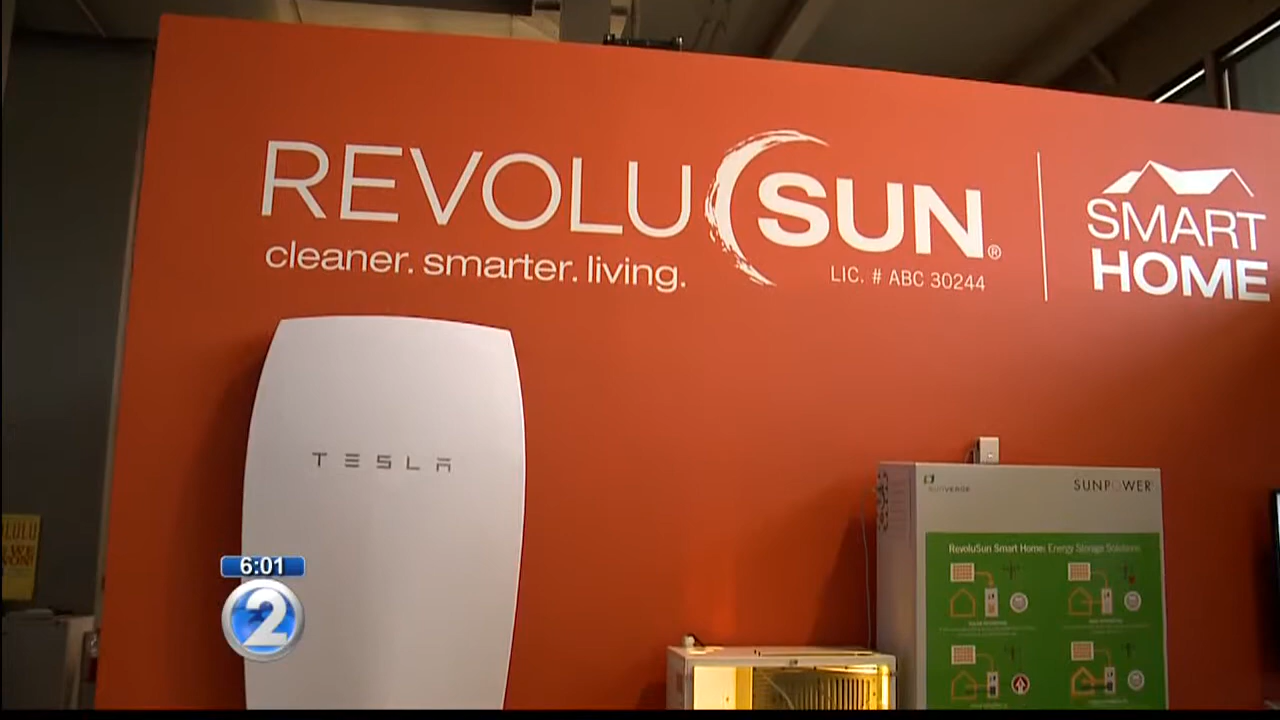 REVOLUSUN®
cleaner. smarter. living.
LIC. # ABC 30244
SMART
HOME
TESLA
SUNVERGE
SUNPOWER
RevoluSun Smart Home: Energy Storage Solutions
6:01
2